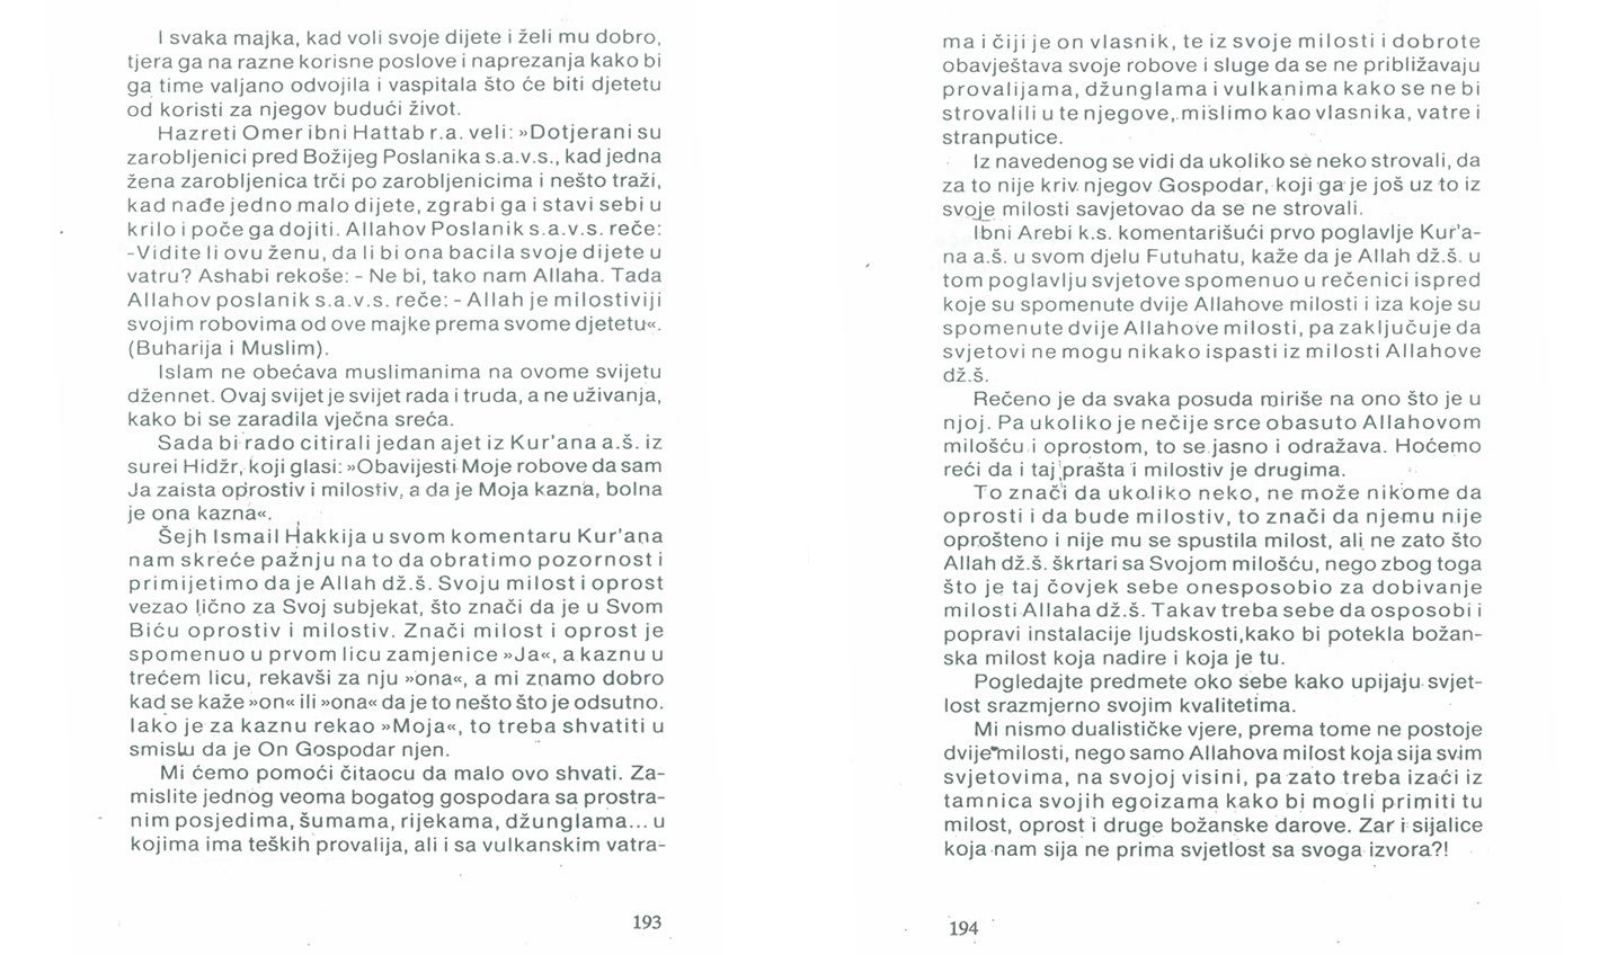 I svaka majka, kad voli svoje dijete i želi mu dobro,
tjera ga na razne korisne poslove i naprezanja kako bi
ga time valjano odvojila i vaspitala što će biti djetetu
od koristi za njegov budući život.
Hazreti Omer ibni Hattab r.a. veli: »Dotjerani su
zarobljenici pred Božijeg Poslanika s.a.v.s., kad jedna
žena zarobljenica trči po zarobljenicima i nešto traži,
kad nađe jedno malo dijete, zgrabi ga i stavi sebi u
krilo i poče ga dojiti. Allahov Poslanik s.a.v.s. reče:
-Vidite li ovu ženu, da li bi ona bacila svoje dijete u
vatru? Ashabi rekoše: - Ne bi, tako nam Allaha. Tada
Allahov poslanik s.a.v.s. reče: - Allah je milostiviji
svojim robovima od ove majke prema svome djetetu«.
(Buharija i Muslim).
Islam ne obećava muslimanima na ovome svijetu
džennet. Ovaj svijet je svijet rada i truda, a ne uživanja,
kako bi se zaradila vječna sreća.
Sada bi rado citirali jedan ajet iz Kur'ana a.š. iz
surei Hidžr, koji glasi: »Obavijesti Moje robove da sam
Ja zaista oprostiv i milostiv, a da je Moja kazna, bolna
je ona kazna«.
Šejh Ismail Hakkija u svom komentaru Kur'ana
nam skreće pažnju na to da obratimo pozornost i
primijetimo da je Allah dž.š. Svoju milost i oprost
vezao lično za Svoj subjekat, što znači da je u Svom
Biću oprostiv i milostiv. Znači milost i oprost je
spomenuo u prvom licu zamjenice »Ja«, a kaznu u
trećem licu, rekavši za nju »ona«, a mi znamo dobro
kad se kaže »on« ili »ona« da je to nešto što je odsutno.
Iako je za kaznu rekao »Moja«, to treba shvatiti u
smislu da je On Gospodar njen.
Mi ćemo pomoći čitaocu da malo ovo shvati. Za-
mislite jednog veoma bogatog gospodara sa prostra-
nim posjedima, šumama, rijekama, džunglama... u
kojima ima teških provalija, ali i sa vulkanskim vatra-
193
ma i čiji je on vlasnik, te iz svoje milosti i dobrote
obavještava svoje robove i sluge da se ne približavaju
provalijama, džunglama i vulkanima kako se ne bi
strovalili u te njegove, mislimo kao vlasnika, vatre i
stranputice.
Iz navedenog se vidi da ukoliko se neko strovali, da
za to nije kriv njegov Gospodar, koji ga je još uz to iz
svoje milosti savjetovao da se ne strovali.
Ibni Arebi k.s. komentarišući prvo poglavlje Kur'a-
na a.š. u svom djelu Futuhatu, kaže da je Allah dž.š. u
tom poglavlju svjetove spomenuo u rečenici ispred
koje su spomenute dvije Allahove milosti i iza koje su
spomenute dvije Allahove milosti, pa zaključuje da
svjetovi ne mogu nikako ispasti iz milosti Allahove
dž.š.
Rečeno je da svaka posuda miriše na ono što je u
njoj. Pa ukoliko je nečije srce obasuto Allahovom
milošću i oprostom, to se jasno i odražava. Hoćemo
reći da i taj prašta i milostiv je drugima.
To znači da ukoliko neko, ne može nikome da
oprosti i da bude milostiv, to znači da njemu nije
oprošteno i nije mu se spustila milost, ali ne zato što
Allah dž.š. škrtari sa Svojom milošću, nego zbog toga
što je taj čovjek sebe onesposobio za dobivanje
milosti Allaha dž.š. Takav treba sebe da osposobi i
popravi instalacije ljudskosti,kako bi potekla božan-
ska milost koja nadire i koja je tu.
Pogledajte predmete oko sebe kako upijaju svjet-
lost srazmjerno svojim kvalitetima.
Mi nismo dualističke vjere, prema tome ne postoje
dvije milosti, nego samo Allahova milost koja sija svim
svjetovima, na svojoj visini, pa zato treba izaći iz
tamnica svojih egoizama kako bi mogli primiti tu
milost, oprost i druge božanske darove. Zar i sijalice
koja nam sija ne prima svjetlost sa svoga izvora?!
194